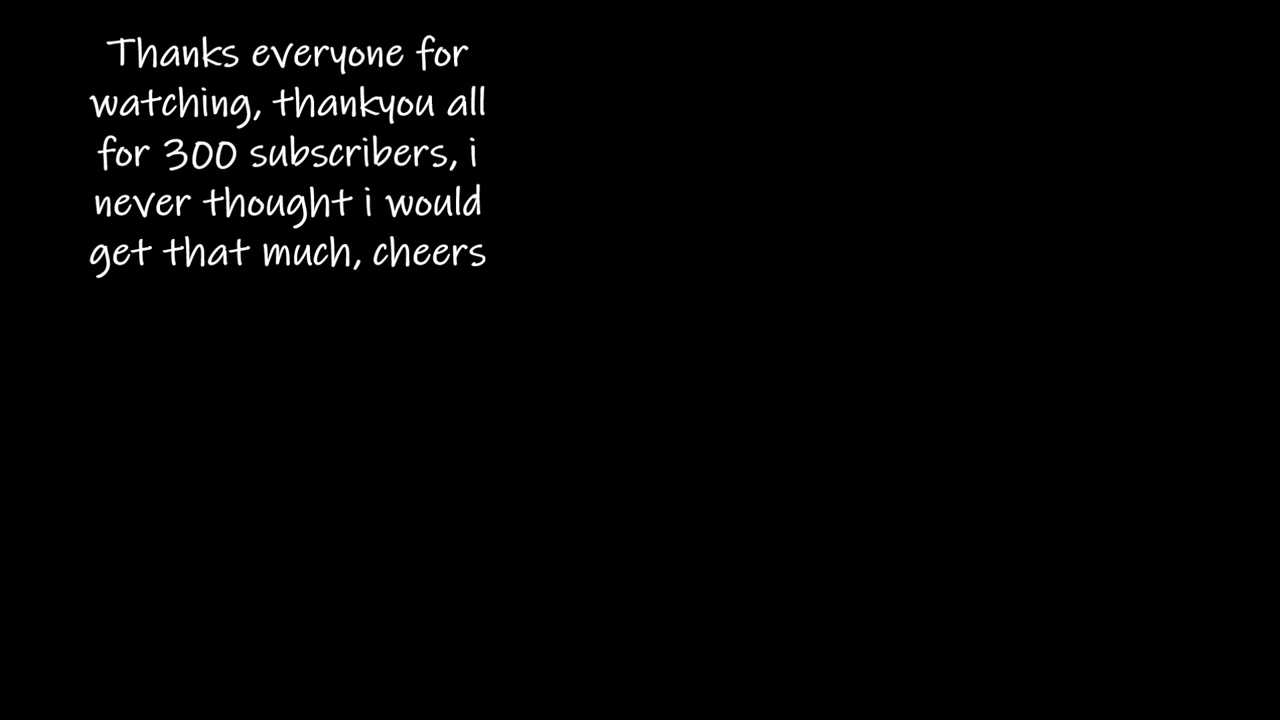 Thanks everyone for
watching, thankyou all
for 300 subscribers, i
never thought i would
get that much, cheers